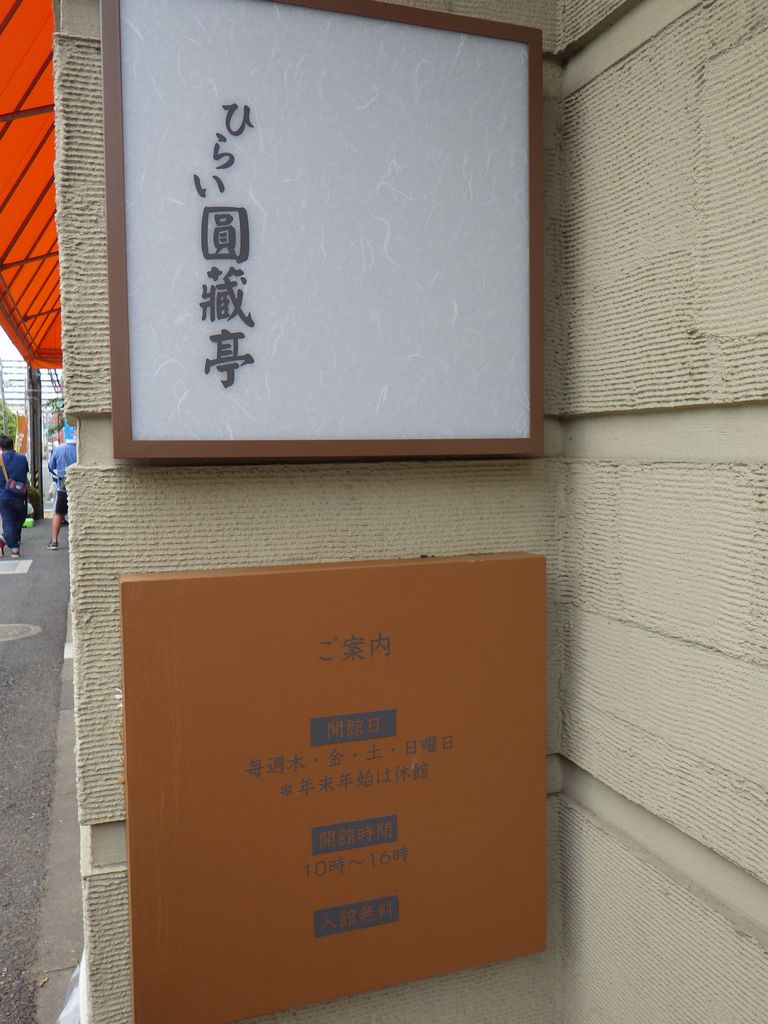 ひらい圓藏亭
ご案内
開館日
毎週木・金・土・日曜日
＊年末年始は休館
開館時間
10時～16時
入館無料